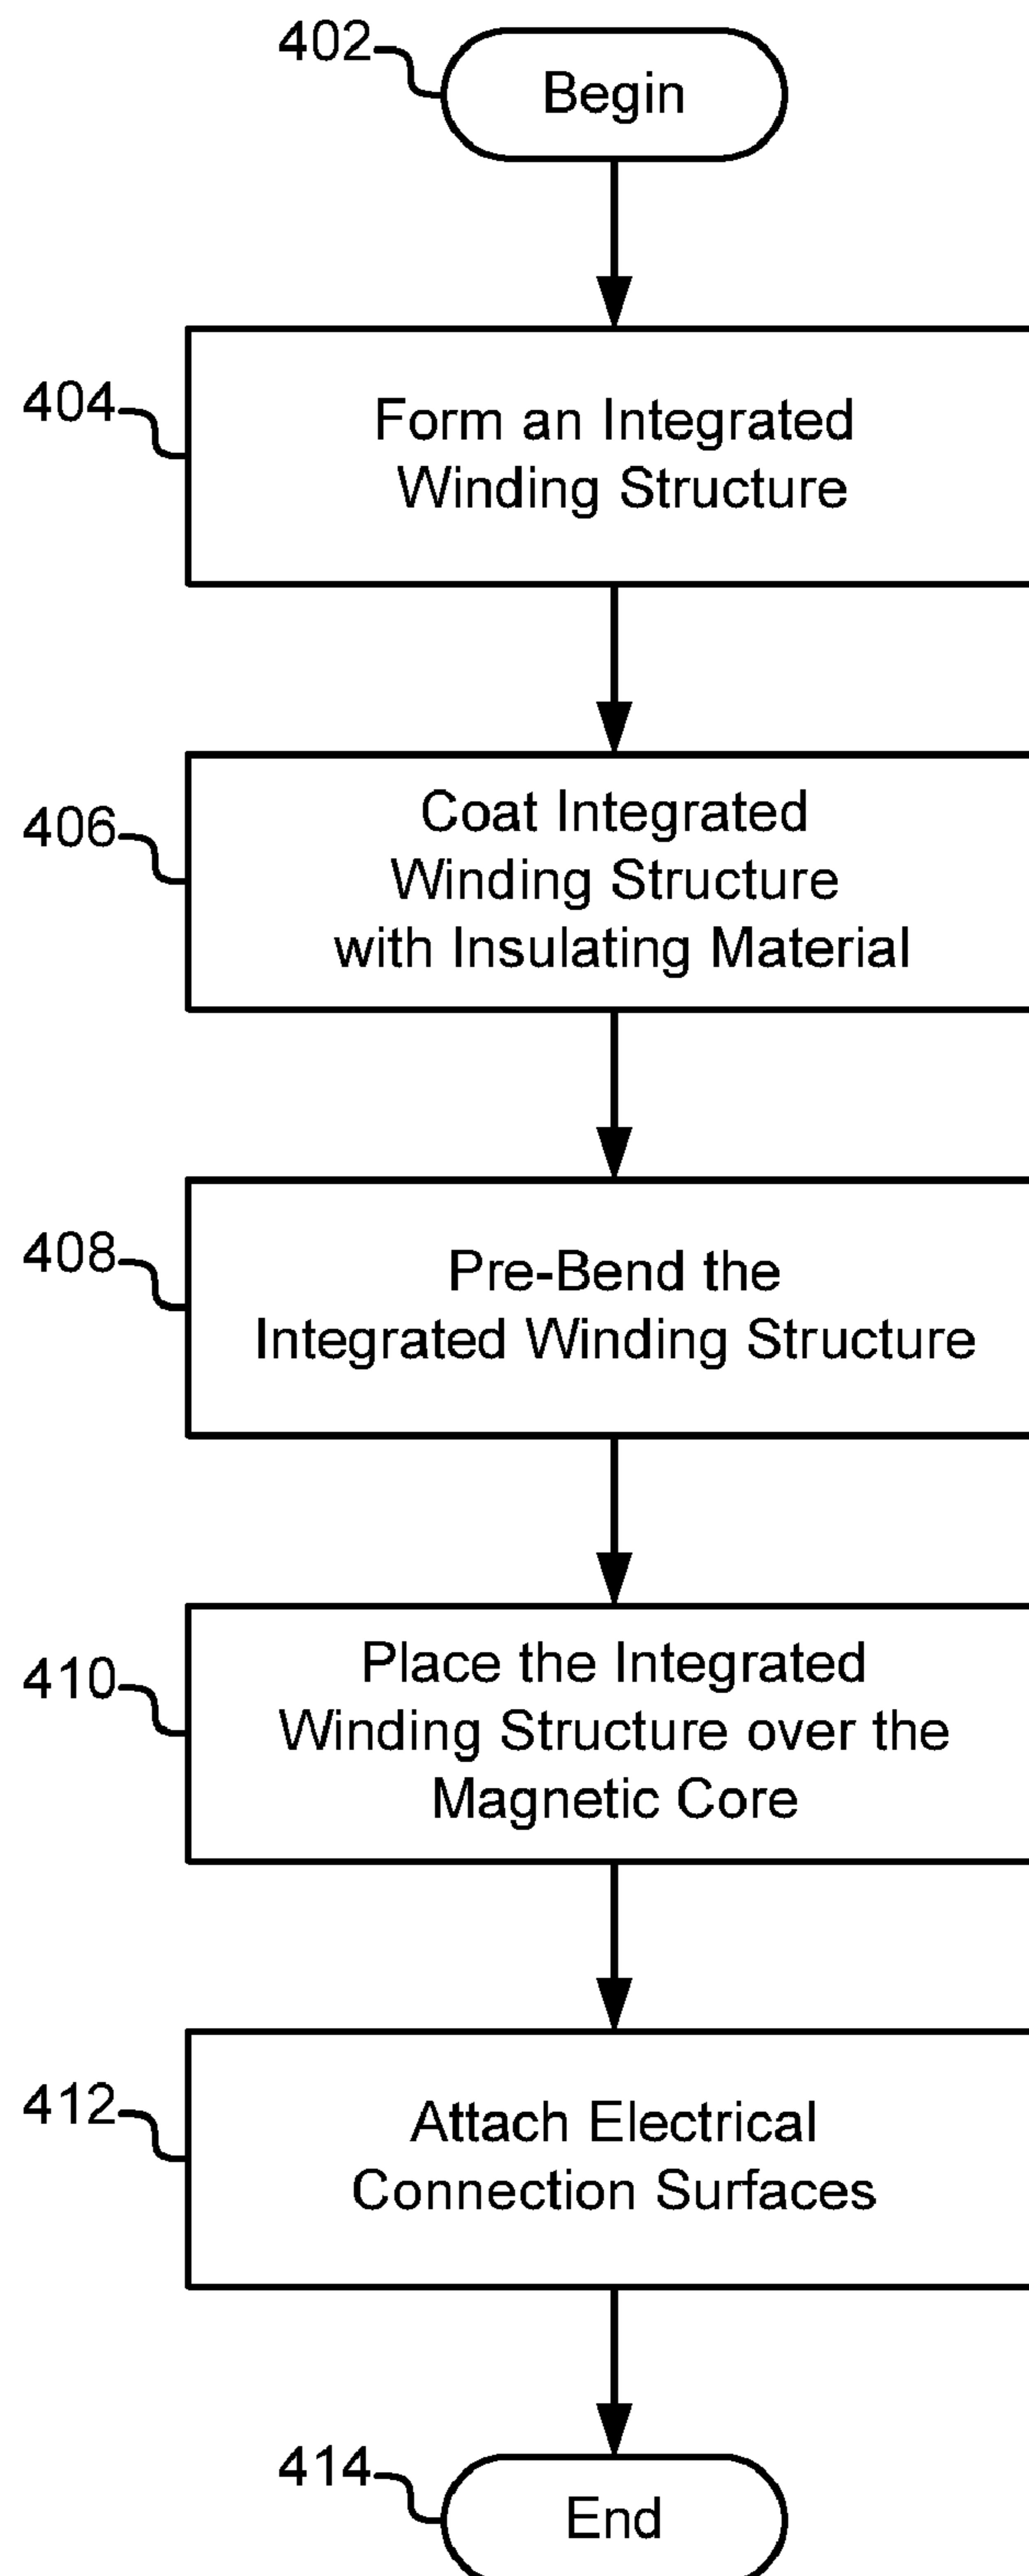 402
Begin
404
Form an Integrated
Winding Structure
406
Coat Integrated
Winding Structure
with Insulating Material
408
Pre-Bend the
Integrated Winding Structure
410
Place the Integrated
Winding Structure over the
Magnetic Core
412
Attach Electrical
Connection Surfaces
414
End